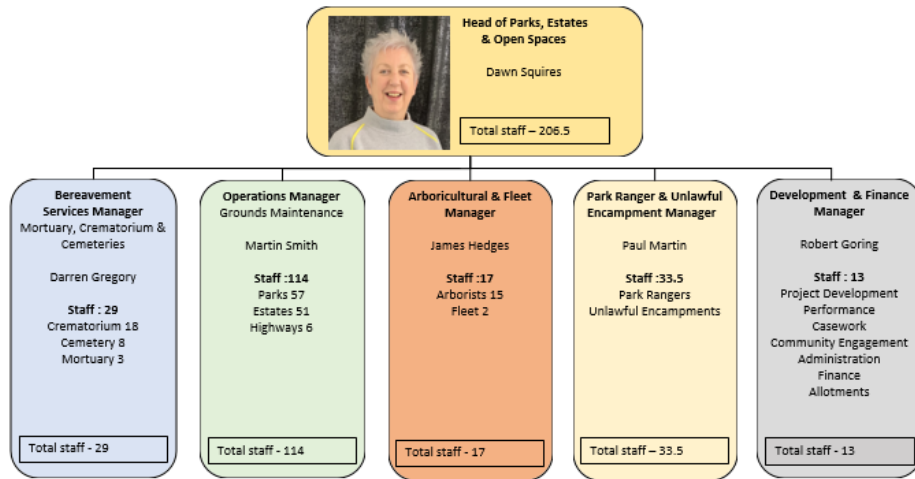 Head of Parks, Estates
& Open Spaces
Dawn Squires
Total staff – 206.5
Bereavement
Services Manager
Mortuary, Crematorium &
Cemeteries
Darren Gregory
Staff : 29
Crematorium 18
Cemetery 8
Mortuary 3
Total staff - 29
Operations Manager
Grounds Maintenance
Martin Smith
Staff :114
Parks 57
Estates 51
Highways 6
Total staff - 114
Arboricultural & Fleet
Manager
James Hedges
Staff :17
Arborists 15
Fleet 2
Total staff - 17
Park Ranger & Unlawful
Encampment Manager
Paul Martin
Staff :33.5
Park Rangers
Unlawful Encampments
Total staff – 33.5
Development & Finance
Manager
Robert Goring
Staff : 13
Project Development
Performance
Casework
Community Engagement
Administration
Finance
Allotments
Total staff - 13